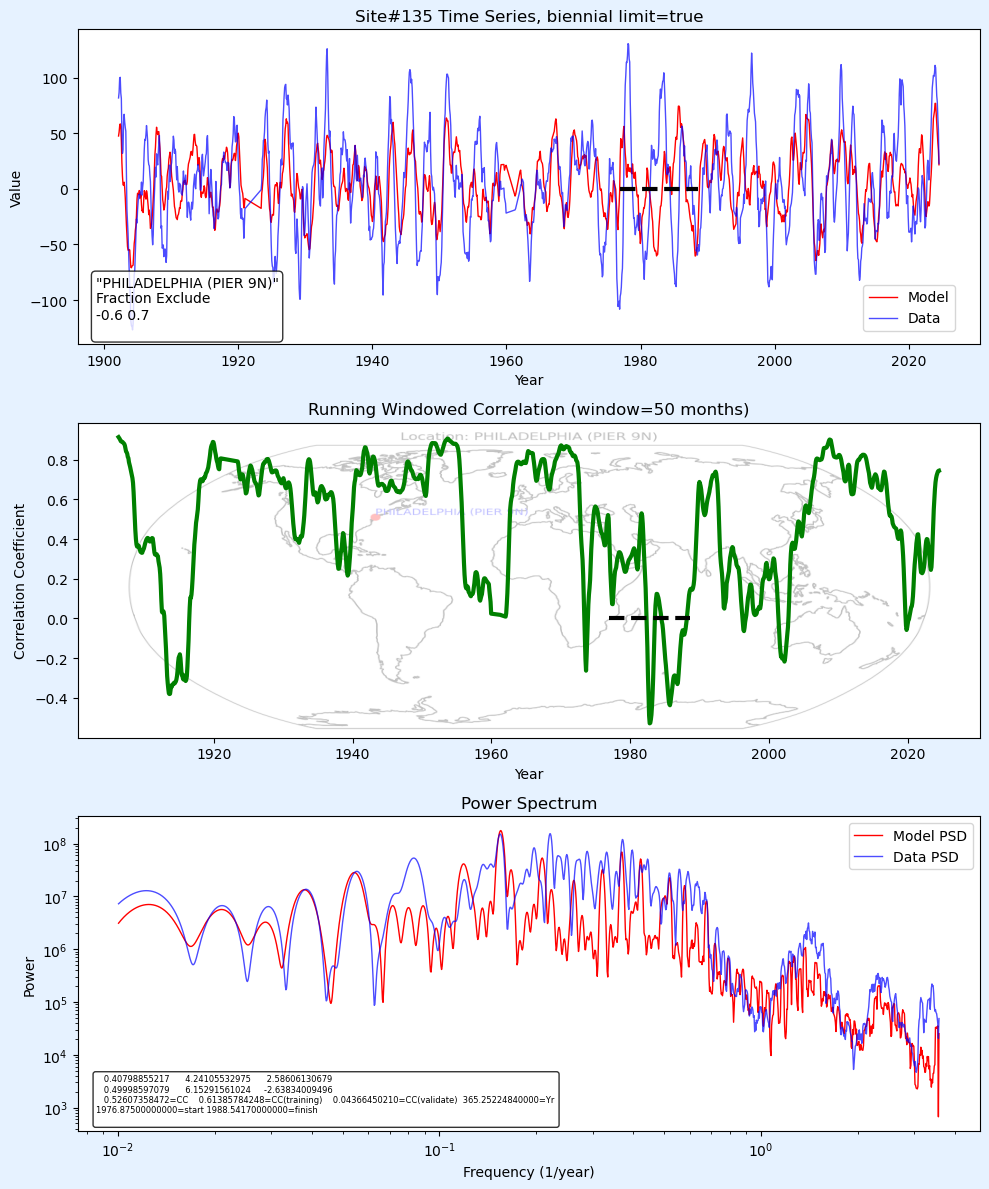 Site#135 Time Series, biennial limit=true
Value
100
50
0
−50
−100
"PHILADELPHIA (PIER 9N)"
Fraction Exclude
-0.6 0.7
Model
Data
1900 1920 1940 1960 1980 2000 2020
Year
Running Windowed Correlation (window=50 months)
Location: PHILADELPHIA (PIER 9N)
PHILADELPHIA (PIER 9N)
Correlation Coefficient
0.8
0.6
0.4
0.2
0.0
−0.2
−0.4
1920 1940 1960 1980 2000 2020
Year
Power Spectrum
Model PSD
Data PSD
Power
10^8
10^7
10^6
10^5
10^4
10^3
0.40798855217 4.24105532975 2.58606130679
0.49998597079 6.15291561024 -2.63834009496
0.52607358472=CC 0.61385784248=CC(training) 0.04366450210=CC(validate) 365.25224840000=Yr
1976.87500000000=start 1988.54170000000=finish
10^−2 10^−1 10^0
Frequency (1/year)